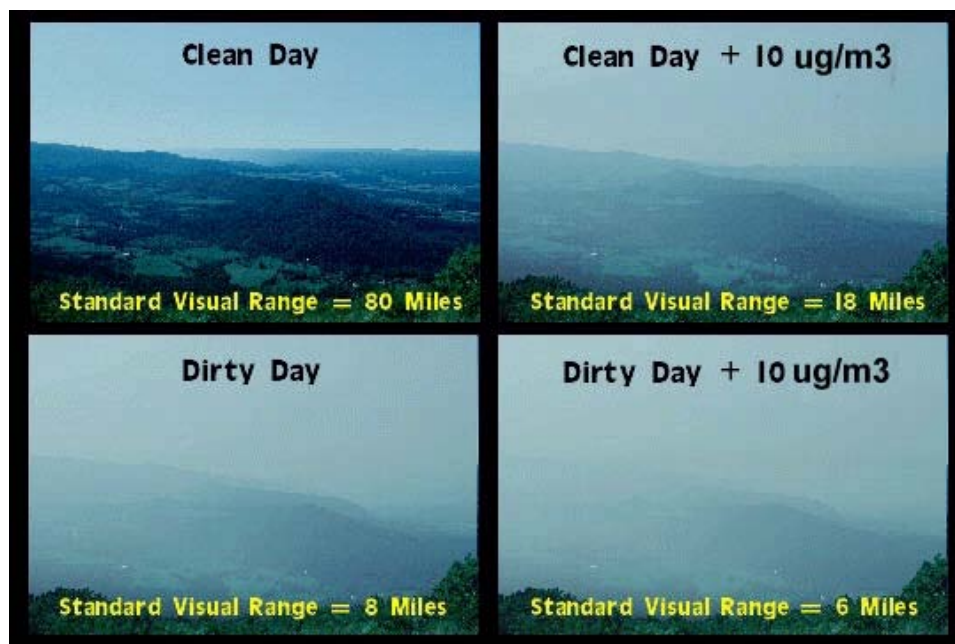 Clean Day
Standard Visual Range = 80 Miles
Clean Day + 10 ug/m3
Standard Visual Range = 18 Miles
Dirty Day
Standard Visual Range = 8 Miles
Dirty Day + 10 ug/m3
Standard Visual Range = 6 Miles